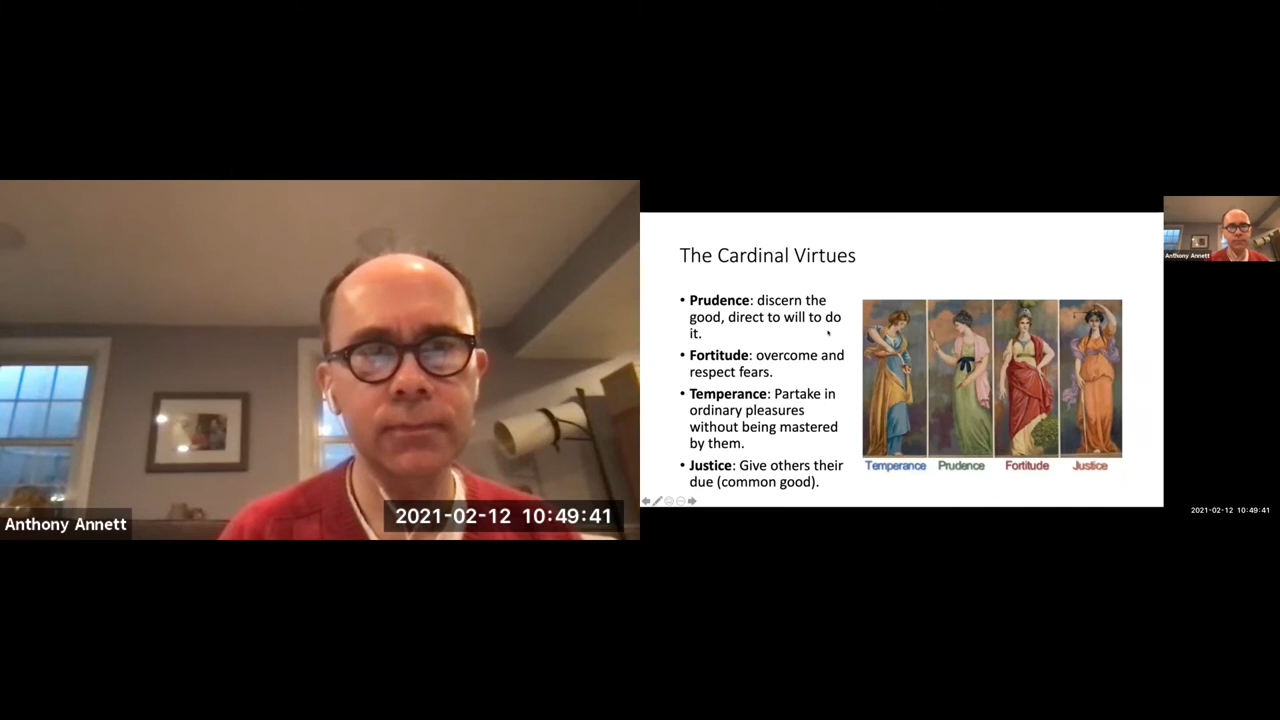 Anthony Annett
2021-02-12 10:49:41
The Cardinal Virtues
• Prudence: discern the
good, direct to will to do
it.
• Fortitude: overcome and
respect fears.
• Temperance: Partake in
ordinary pleasures
without being mastered
by them.
• Justice: Give others their
due (common good).
Temperance Prudence Fortitude Justice
Anthony Annett
2021-02-12 10:49:41